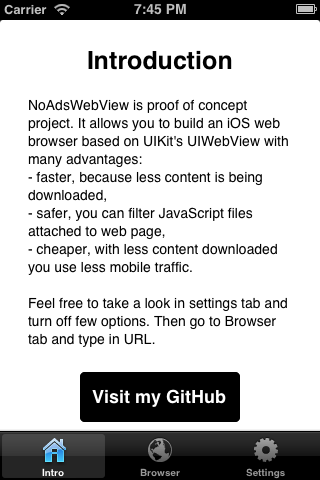 Carrier 7:45 PM
Introduction
NoAdsWebView is proof of concept
project. It allows you to build an iOS web
browser based on UIKit's UIWebView with
many advantages:
- faster, because less content is being
downloaded,
- safer, you can filter JavaScript files
attached to web page,
- cheaper, with less content downloaded
you use less mobile traffic.
Feel free to take a look in settings tab and
turn off few options. Then go to Browser
tab and type in URL.
Visit my GitHub
Intro Browser Settings